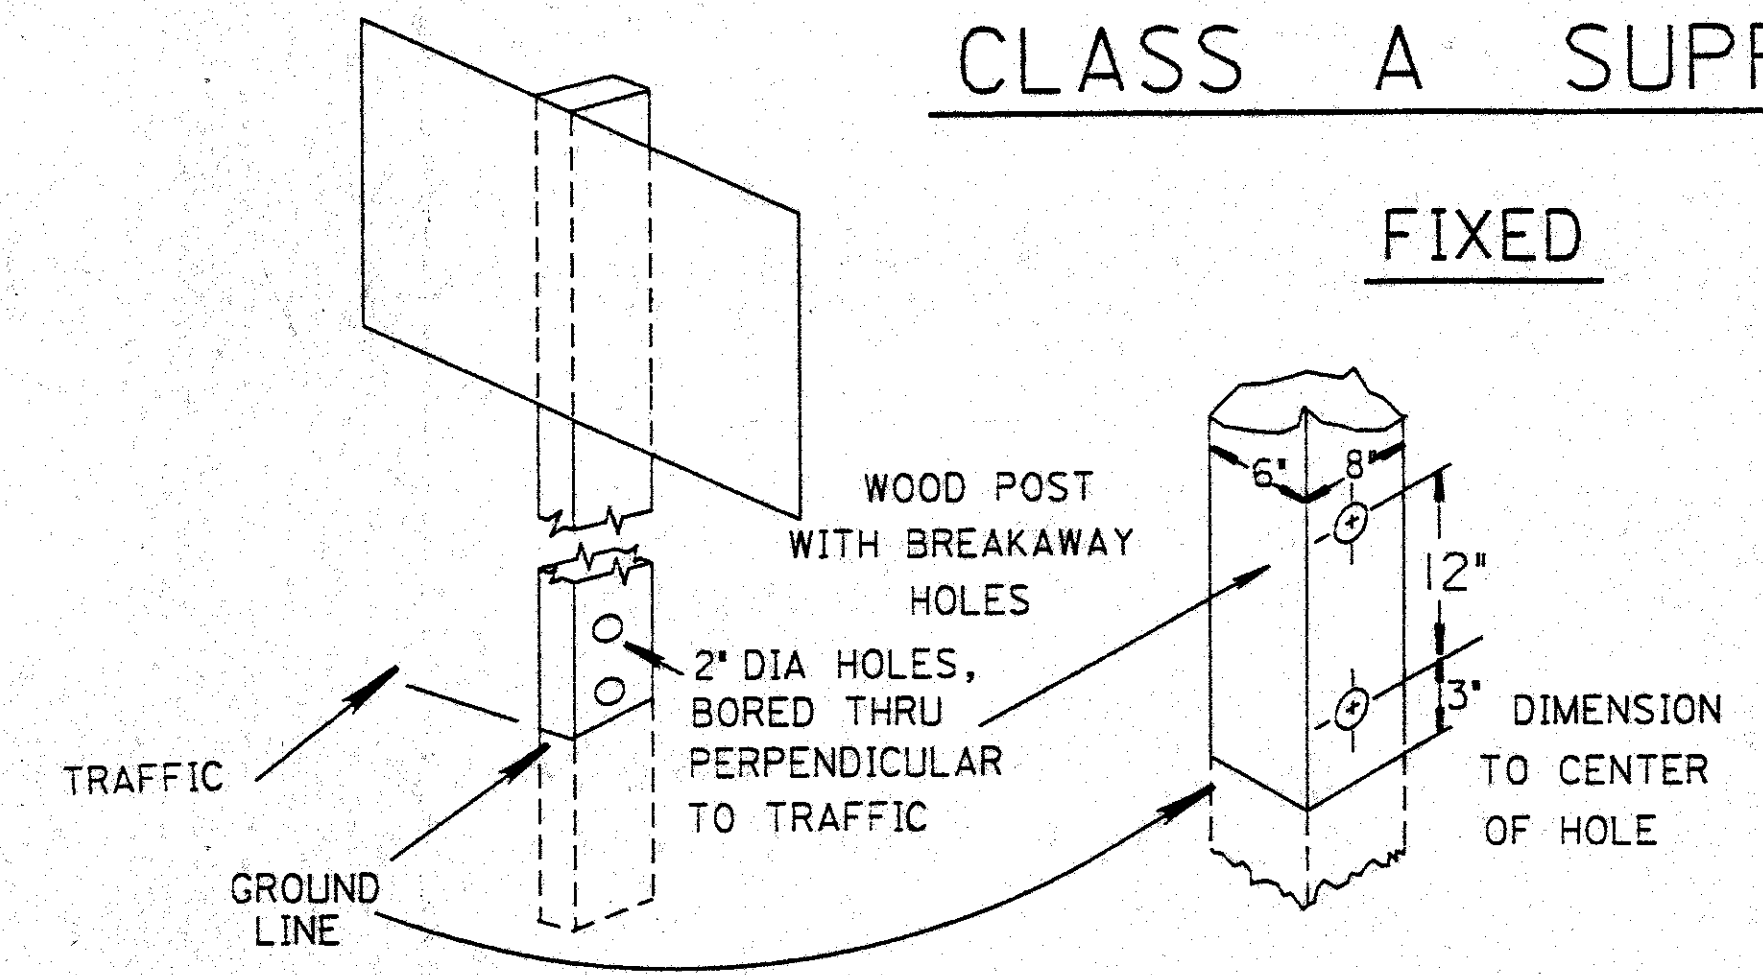 CLASS A
FIXED
WOOD POST
WITH BREAKAWAY
HOLES
6"
8"
12"
3"
2" DIA HOLES,
BORED THRU
PERPENDICULAR
TO TRAFFIC
DIMENSION
TO CENTER
OF HOLE
TRAFFIC
GROUND
LINE